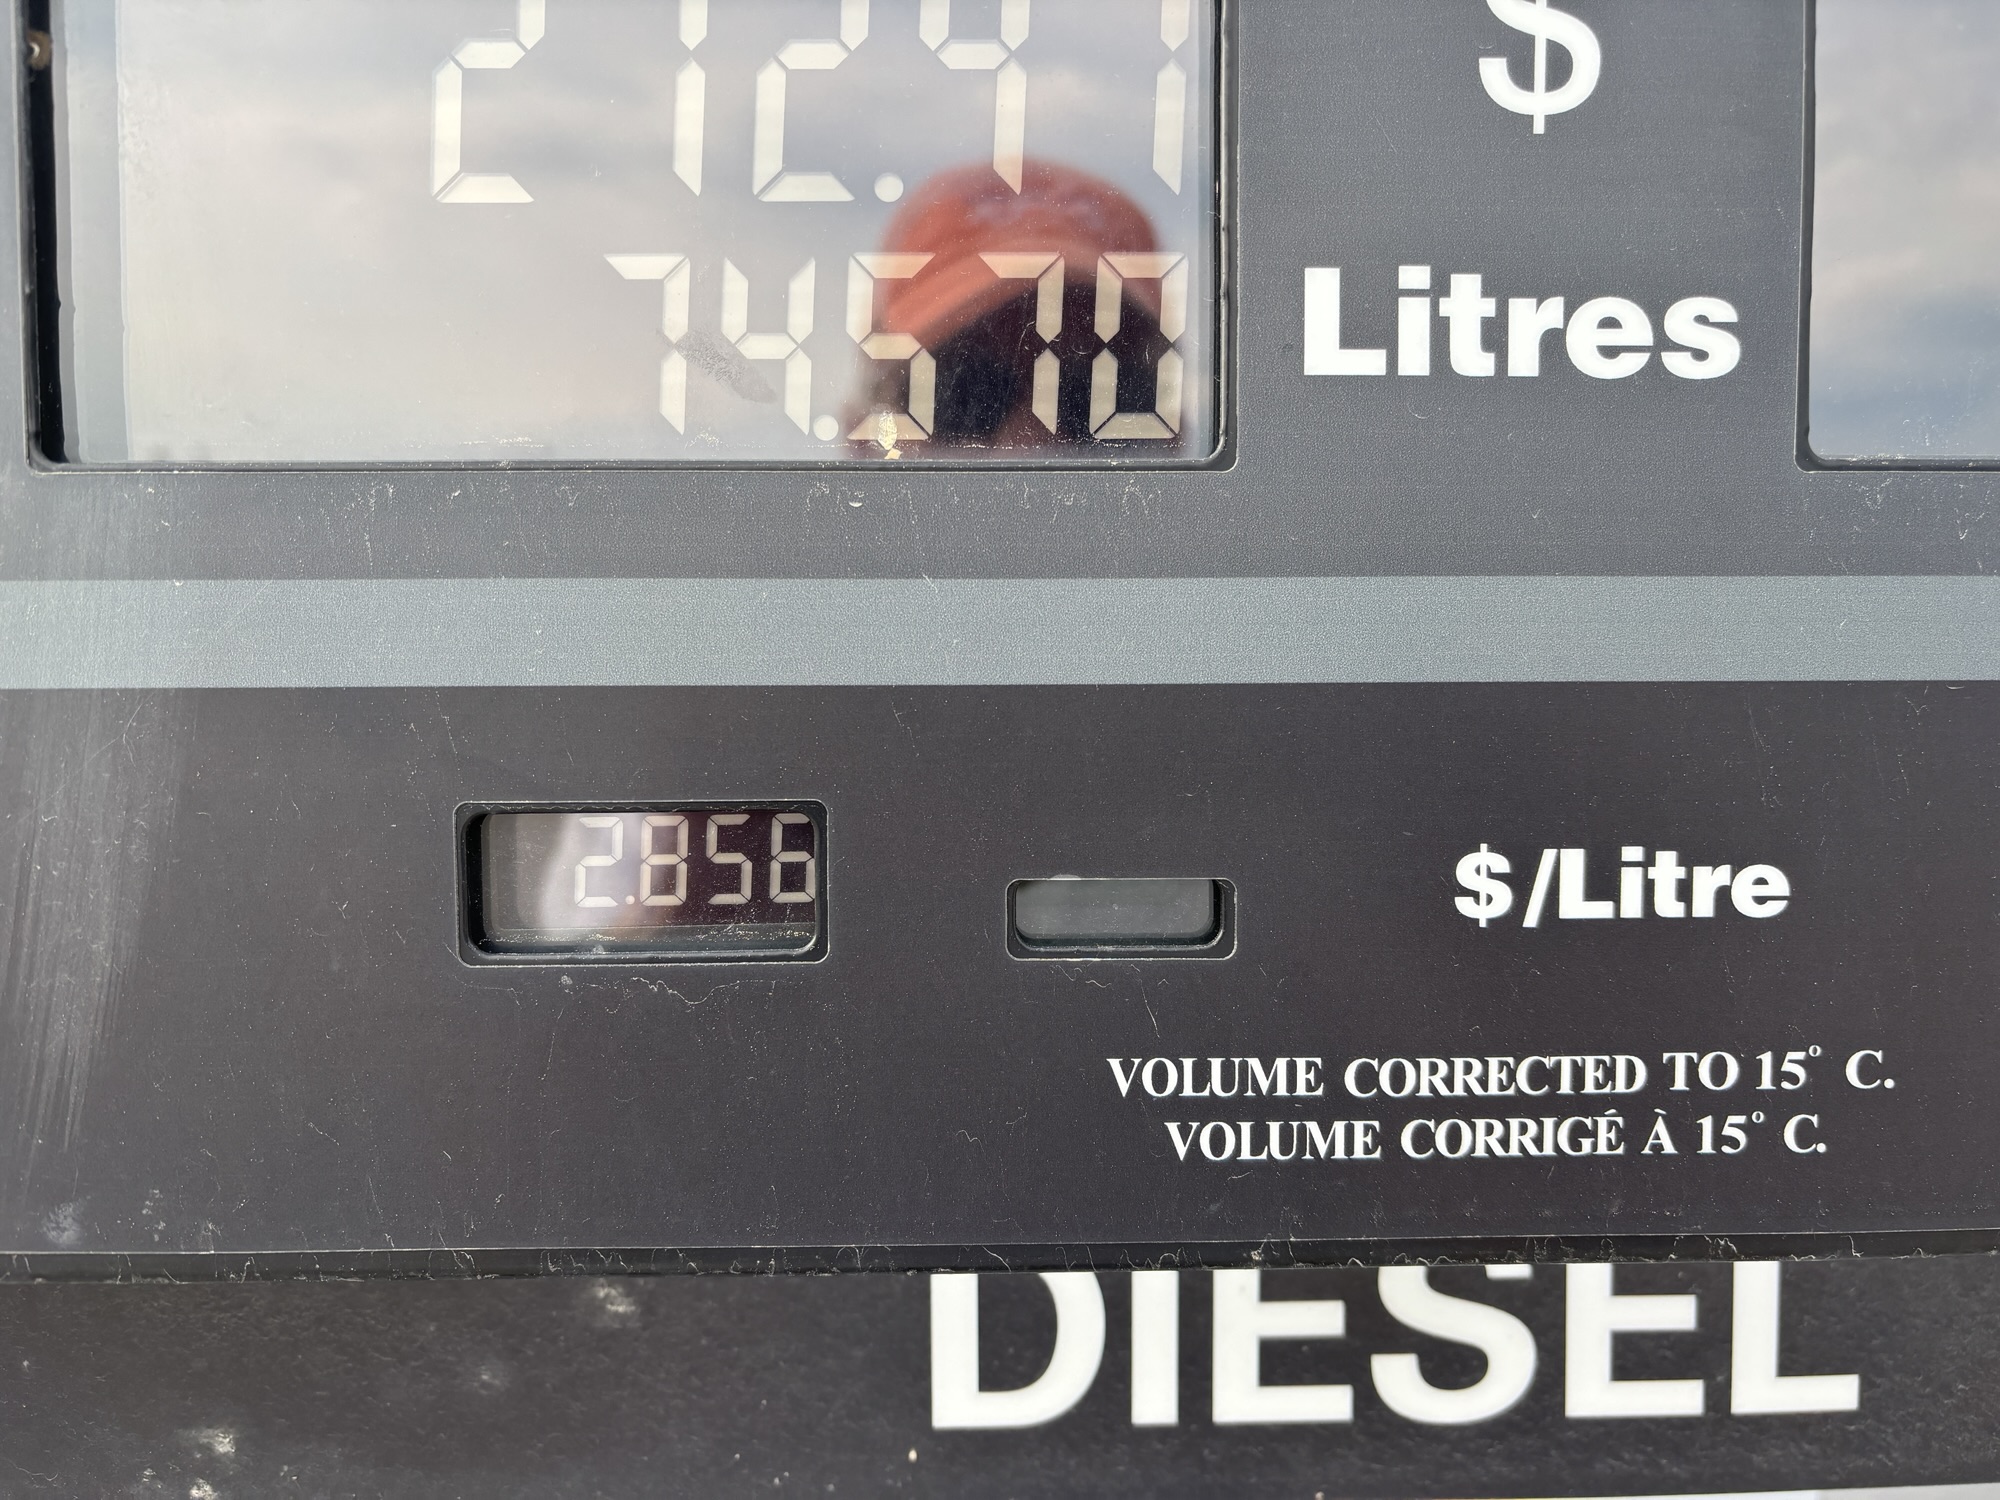 212.97
$
74.570
Litres
2.856
$/Litre
VOLUME CORRECTED TO 15° C.
VOLUME CORRIGÉ À 15° C.
DIESEL